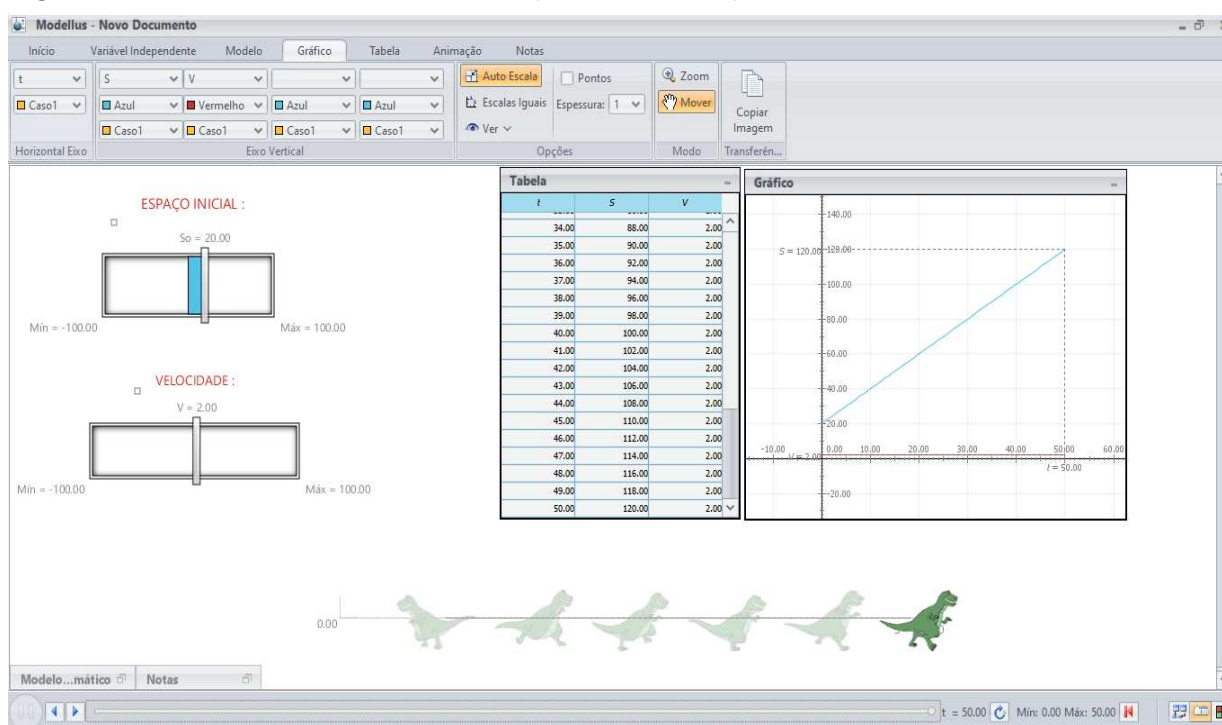 Modellus - Novo Documento
Início Variável Independente Modelo Gráfico Tabela Animação Notas
t S V
Auto Escala Pontos Zoom
Caso1 Azul Vermelho Azul Azul
Escalas Iguais Espessura: 1 Mover
Caso1 Caso1 Caso1 Caso1
Ver
Copiar
Imagem
Horizontal Eixo Eixo Vertical Opções Modo Transferên...
ESPAÇO INICIAL :
So = 20.00
Mín = -100.00 Máx = 100.00
VELOCIDADE :
V = 2.00
Mín = -100.00 Máx = 100.00
Tabela
t S V
34.00 88.00 2.00
35.00 90.00 2.00
36.00 92.00 2.00
37.00 94.00 2.00
38.00 96.00 2.00
39.00 98.00 2.00
40.00 100.00 2.00
41.00 102.00 2.00
42.00 104.00 2.00
43.00 106.00 2.00
44.00 108.00 2.00
45.00 110.00 2.00
46.00 112.00 2.00
47.00 114.00 2.00
48.00 116.00 2.00
49.00 118.00 2.00
50.00 120.00 2.00
Gráfico
140.00
S = 120.00 120.00
100.00
80.00
60.00
40.00
20.00
-10.00 0.00 10.00 20.00 30.00 40.00 50.00 60.00
V = 2.00
t = 50.00
-20.00
0.00
Modelo...mático Notas
t = 50.00 Mín: 0.00 Máx: 50.00